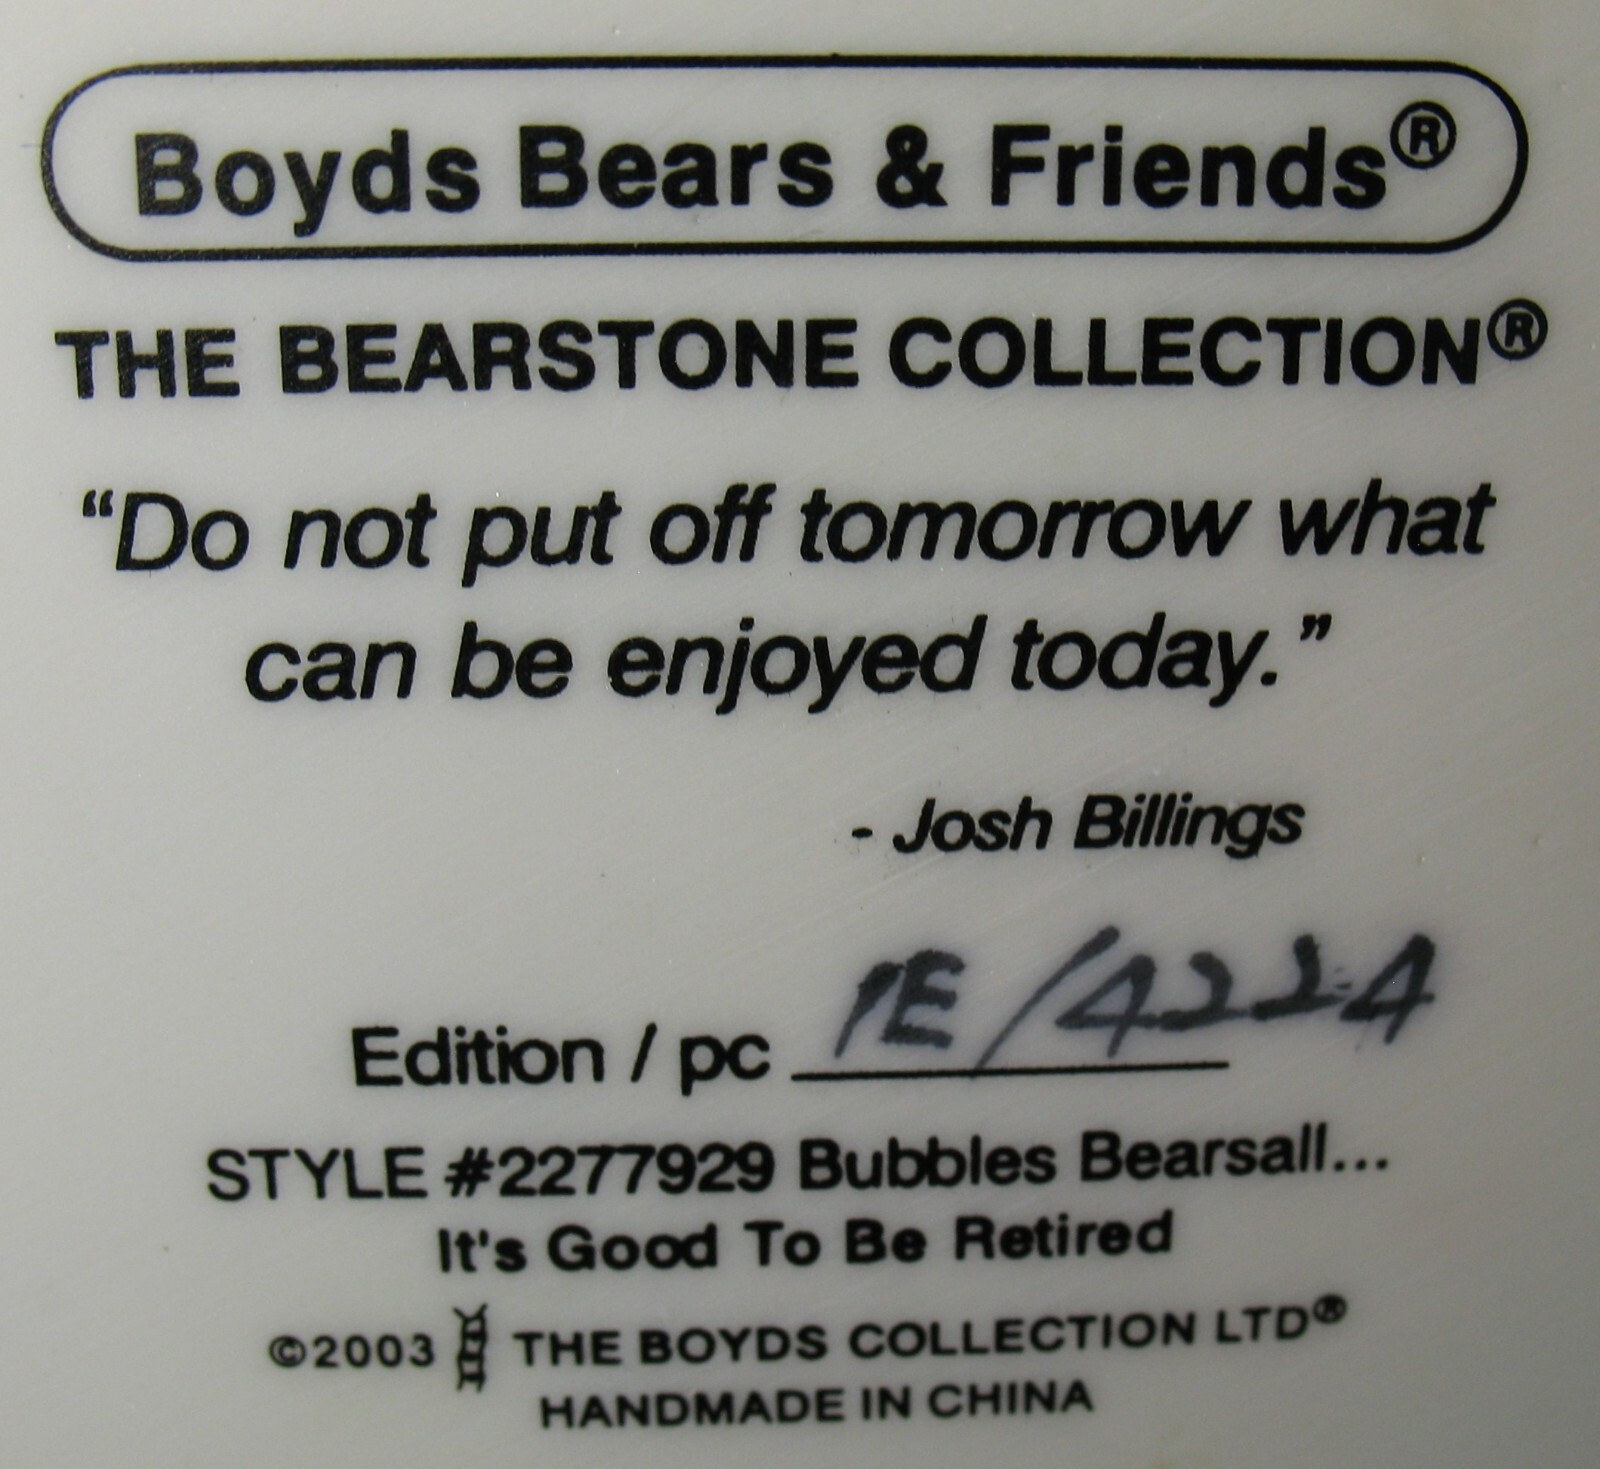 Boyds Bears & Friends®
THE BEARSTONE COLLECTION®
“Do not put off tomorrow what
can be enjoyed today.”
- Josh Billings
Edition / pc 1E/4224
STYLE #2277929 Bubbles Bearsall...
It's Good To Be Retired
©2003 THE BOYDS COLLECTION LTD®
HANDMADE IN CHINA